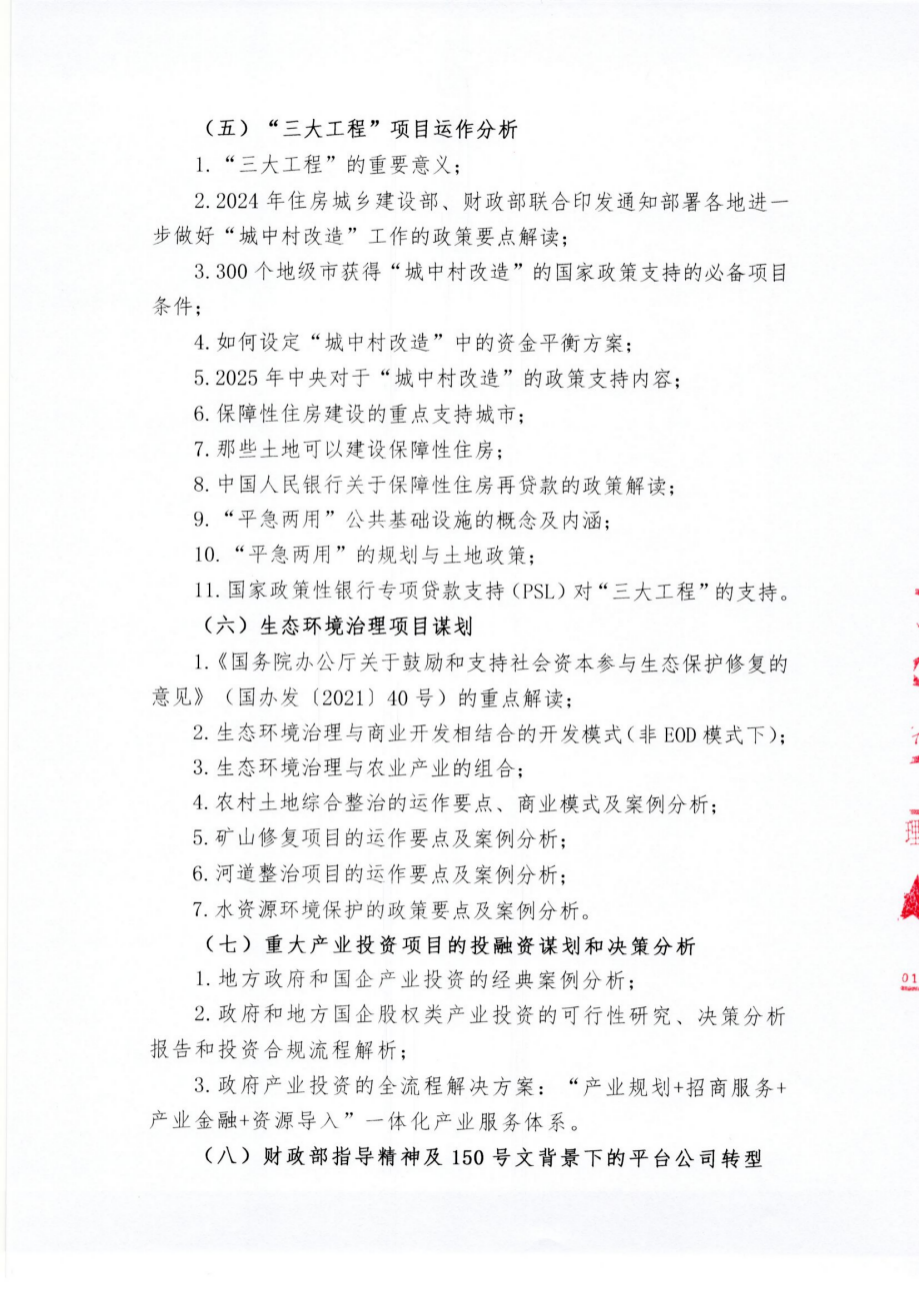 （五）“三大工程”项目运作分析
1.“三大工程”的重要意义；
2.2024年住房城乡建设部、财政部联合印发通知部署各地进一
步做好“城中村改造”工作的政策要点解读；
3.300个地级市获得“城中村改造”的国家政策支持的必备项目
条件；
4.如何设定“城中村改造”中的资金平衡方案；
5.2025年中央对于“城中村改造”的政策支持内容；
6.保障性住房建设的重点支持城市；
7.那些土地可以建设保障性住房；
8.中国人民银行关于保障性住房再贷款的政策解读；
9.“平急两用”公共基础设施的概念及内涵；
10.“平急两用”的规划与土地政策；
11.国家政策性银行专项贷款支持（PSL）对“三大工程”的支持。
（六）生态环境治理项目谋划
1.《国务院办公厅关于鼓励和支持社会资本参与生态保护修复的
意见》（国办发〔2021〕40号）的重点解读；
2.生态环境治理与商业开发相结合的开发模式（非EOD模式下）；
3.生态环境治理与农业产业的组合；
4.农村土地综合整治的运作要点、商业模式及案例分析；
5.矿山修复项目的运作要点及案例分析；
6.河道整治项目的运作要点及案例分析；
7.水资源环境保护的政策要点及案例分析。
（七）重大产业投资项目的投融资谋划和决策分析
1.地方政府和国企产业投资的经典案例分析；
2.政府和地方国企股权类产业投资的可行性研究、决策分析
报告和投资合规流程解析；
3.政府产业投资的全流程解决方案：“产业规划+招商服务+
产业金融+资源导入”一体化产业服务体系。
（八）财政部指导精神及150号文背景下的平台公司转型
理
01